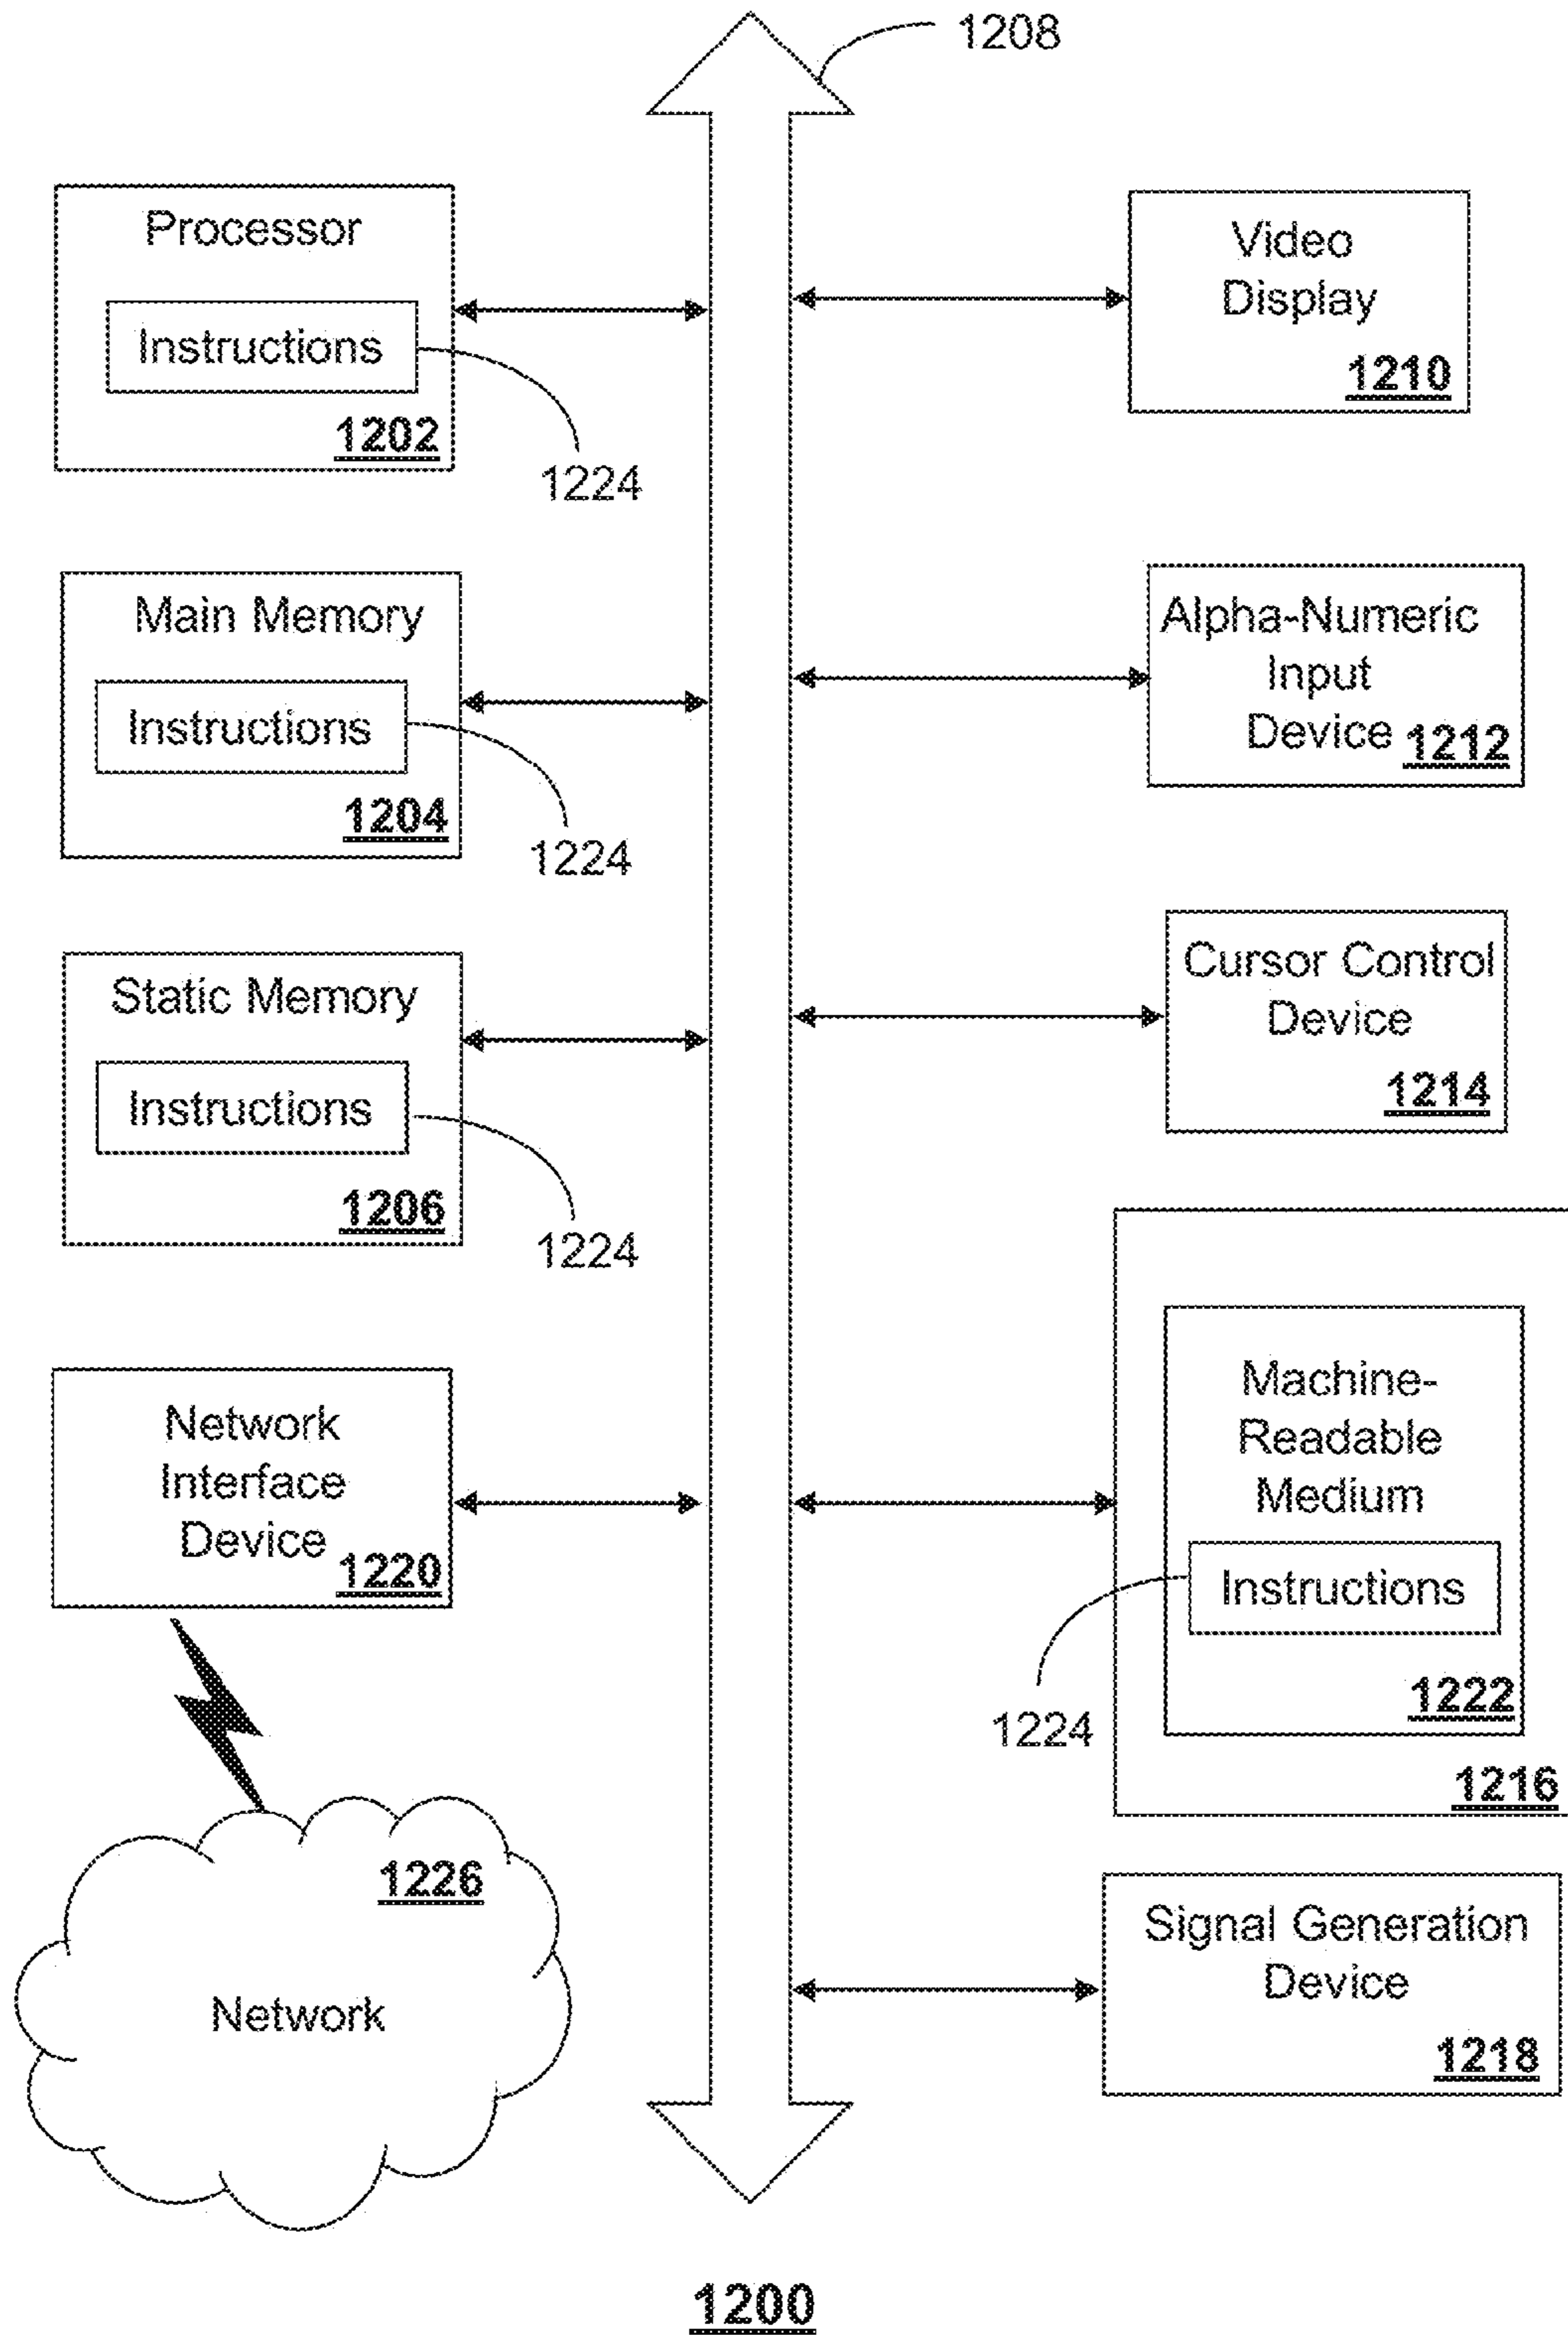 1208
Processor
Instructions
1202
1224
Main Memory
Instructions
1204
1224
Static Memory
Instructions
1206
1224
Network
Interface
Device
1220
1226
Network
Video
Display
1210
Alpha-Numeric
Input
Device
1212
Cursor Control
Device
1214
Machine-
Readable
Medium
Instructions
1224
1222
1216
Signal Generation
Device
1218
1200